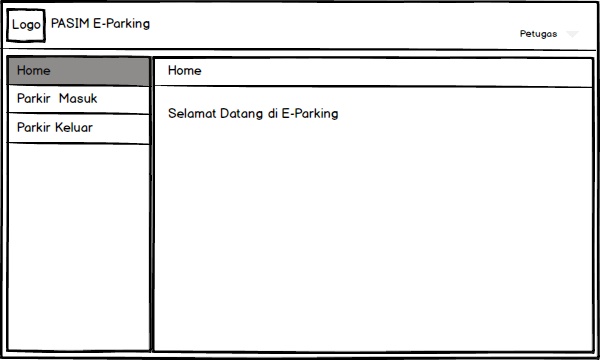 Logo
PASIM E-Parking
Petugas
Home
Parkir Masuk
Parkir Keluar
Home
Selamat Datang di E-Parking